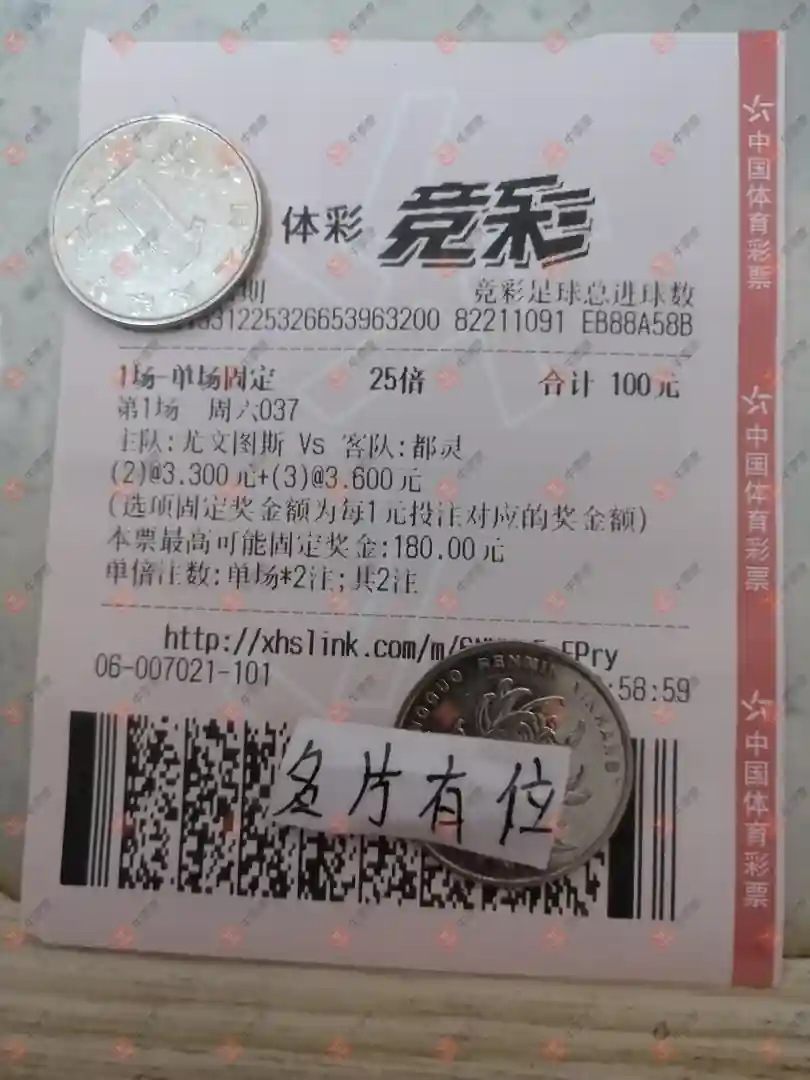 体彩 竞彩
期 竞彩足球总进球数
331225326653963200 82211091 EB88A58B
1场-单场固定 25倍 合计 100元
第1场 周六037
主队:尤文图斯 Vs 客队:都灵
(2)@3.300元+(3)@3.600元
(选项固定奖金额为每1元投注对应的奖金额)
本票最高可能固定奖金:180.00元
单倍注数:单场*2注;共2注
http://xhslink.com/m/ FPry
06-007021-101 :58:59
RENMIN
名片有位
中国体育彩票
中国体育彩票
中国体育彩票